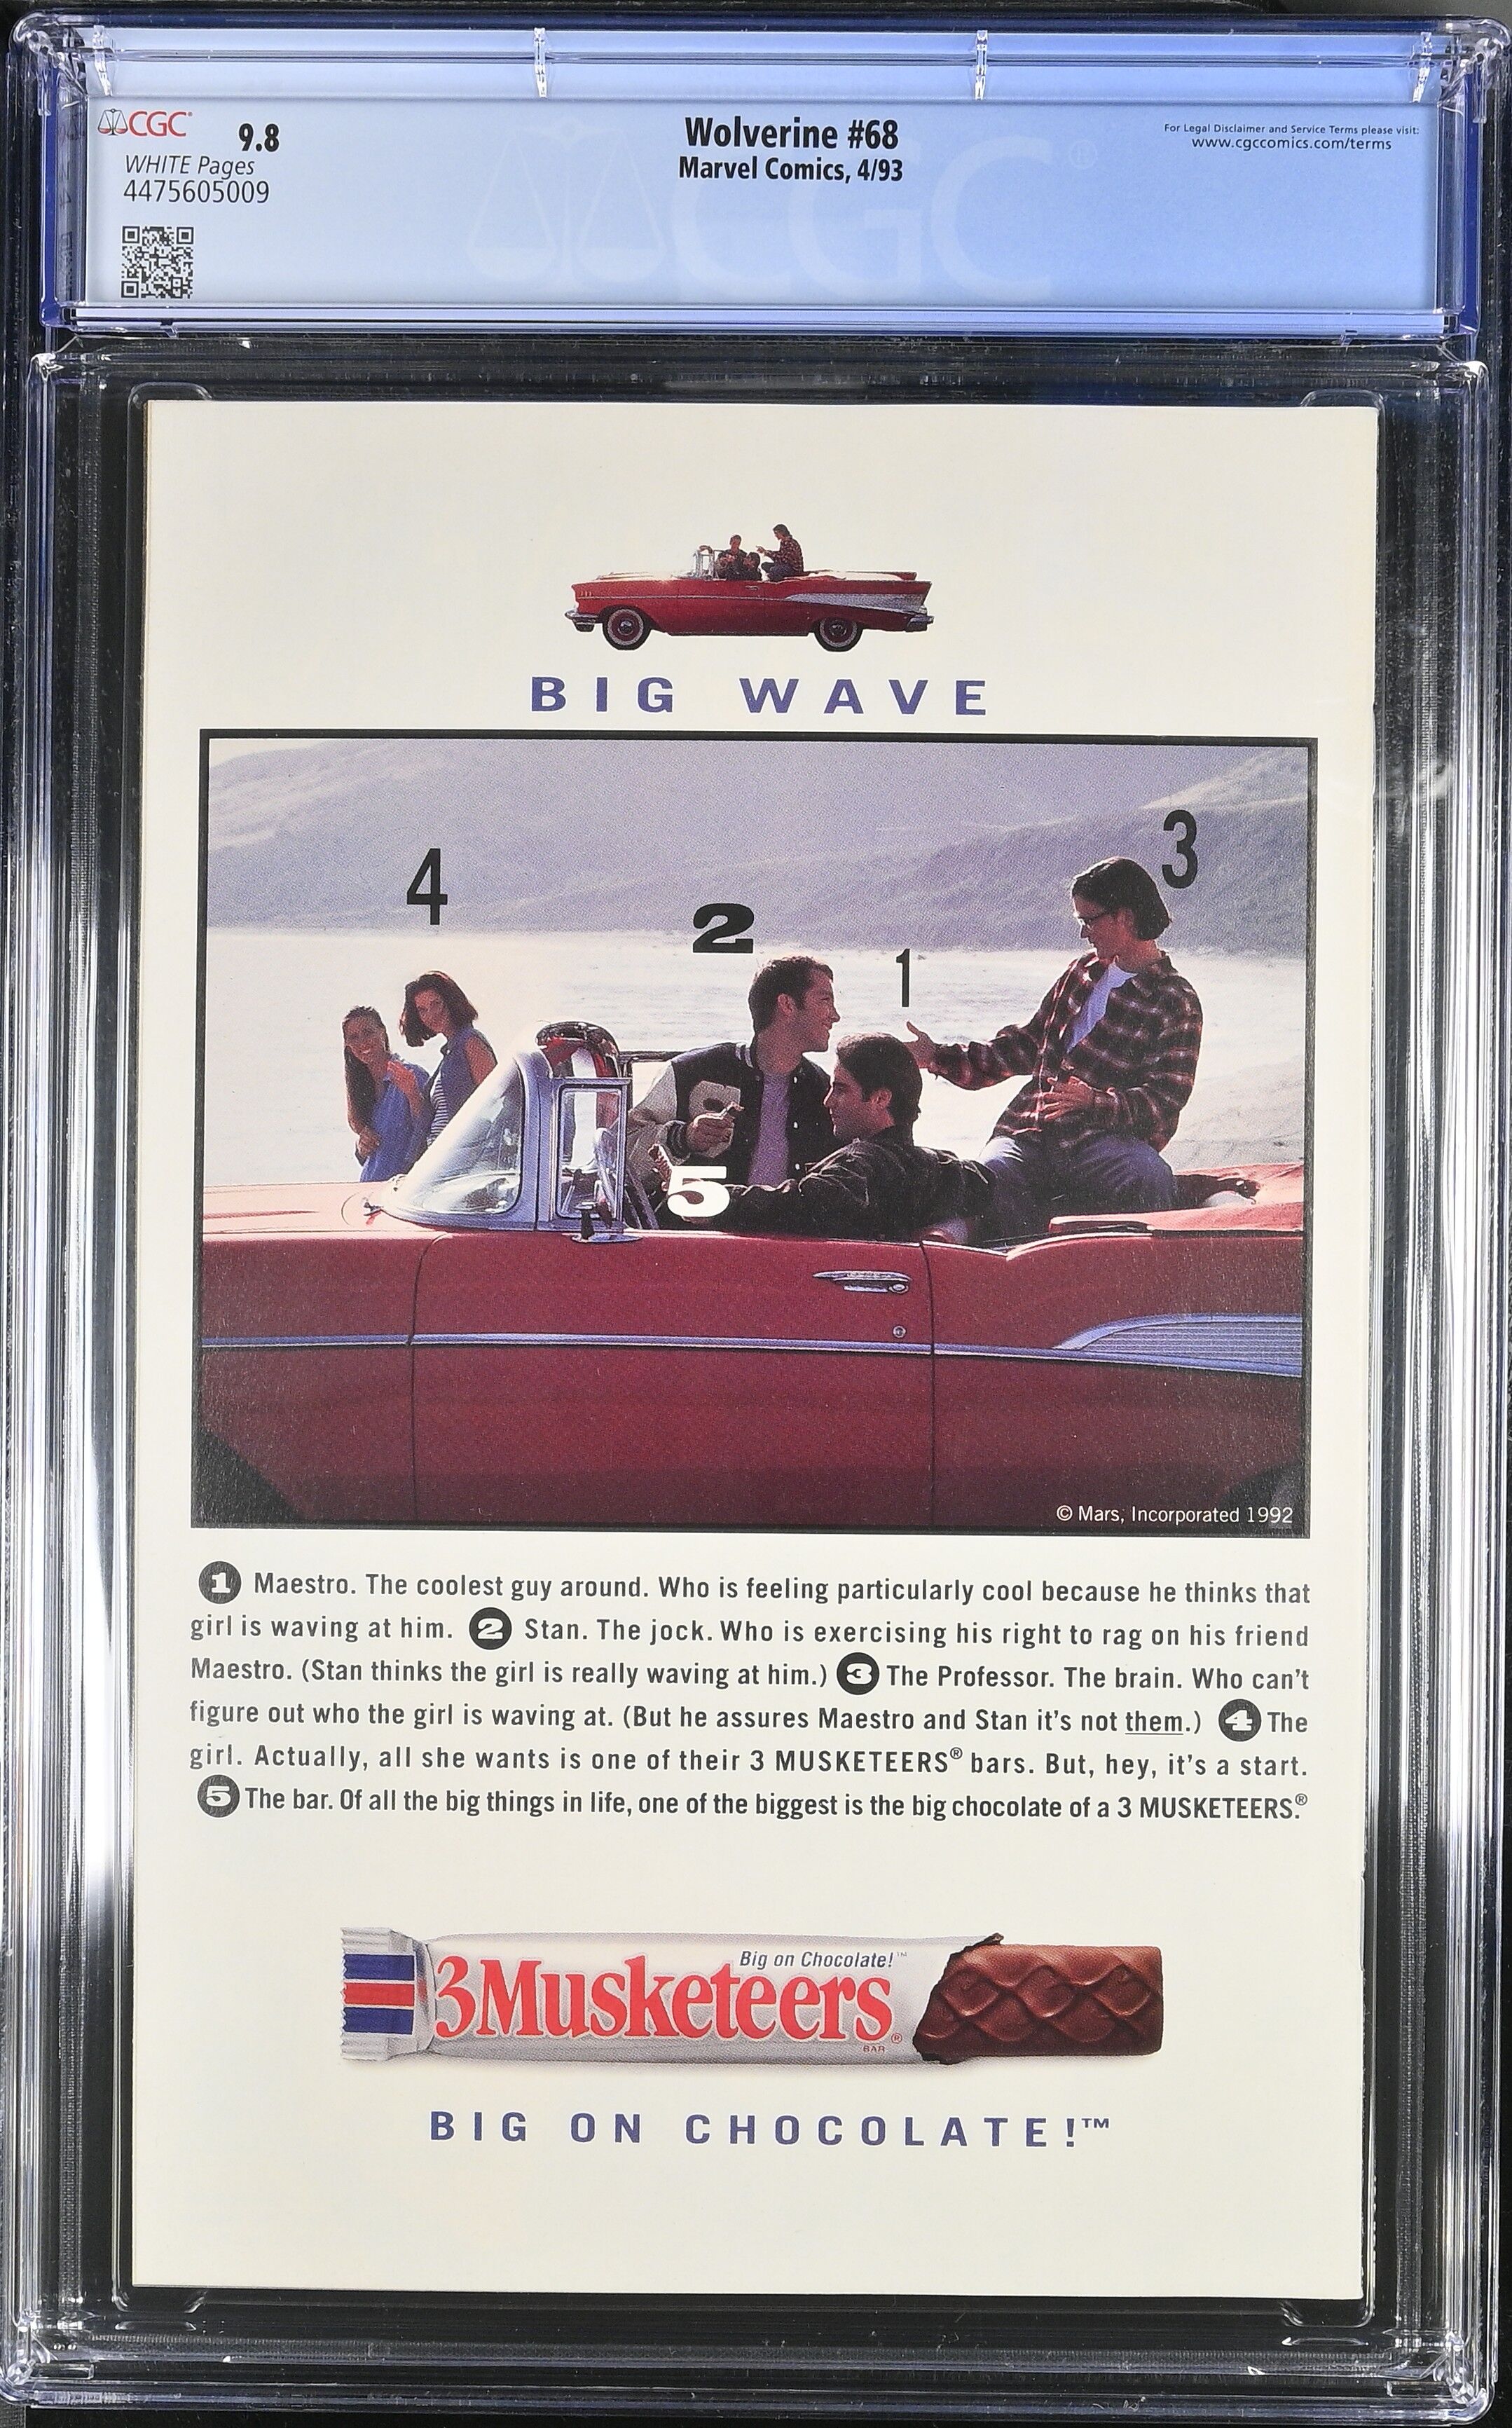 CGC®
9.8
WHITE Pages
4475605009
Wolverine #68
Marvel Comics, 4/93
For Legal Disclaimer and Service Terms please visit:
www.cgccomics.com/terms
CGC®
BIG WAVE
4
2
1
3
5
© Mars, Incorporated 1992
1 Maestro. The coolest guy around. Who is feeling particularly cool because he thinks that
girl is waving at him. 2 Stan. The jock. Who is exercising his right to rag on his friend
Maestro. (Stan thinks the girl is really waving at him.) 3 The Professor. The brain. Who can't
figure out who the girl is waving at. (But he assures Maestro and Stan it's not them.) 4 The
girl. Actually, all she wants is one of their 3 MUSKETEERS® bars. But, hey, it's a start.
5 The bar. Of all the big things in life, one of the biggest is the big chocolate of a 3 MUSKETEERS.®
Big on Chocolate!™
3Musketeers®
BAR
BIG ON CHOCOLATE!™